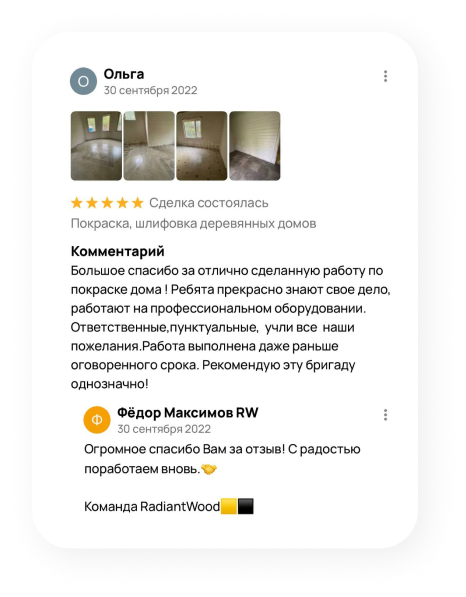 О
Ольга
30 сентября 2022
Сделка состоялась
Покраска, шлифовка деревянных домов
Комментарий
Большое спасибо за отлично сделанную работу по
покраске дома ! Ребята прекрасно знают свое дело,
работают на профессиональном оборудовании.
Ответственные,пунктуальные,  учли все  наши
пожелания.Работа выполнена даже раньше
оговоренного срока. Рекомендую эту бригаду
однозначно!
Ф
Фёдор Максимов RW
30 сентября 2022
Огромное спасибо Вам за отзыв! С радостью
поработаем вновь.🤝
Команда RadiantWood🟨⬛